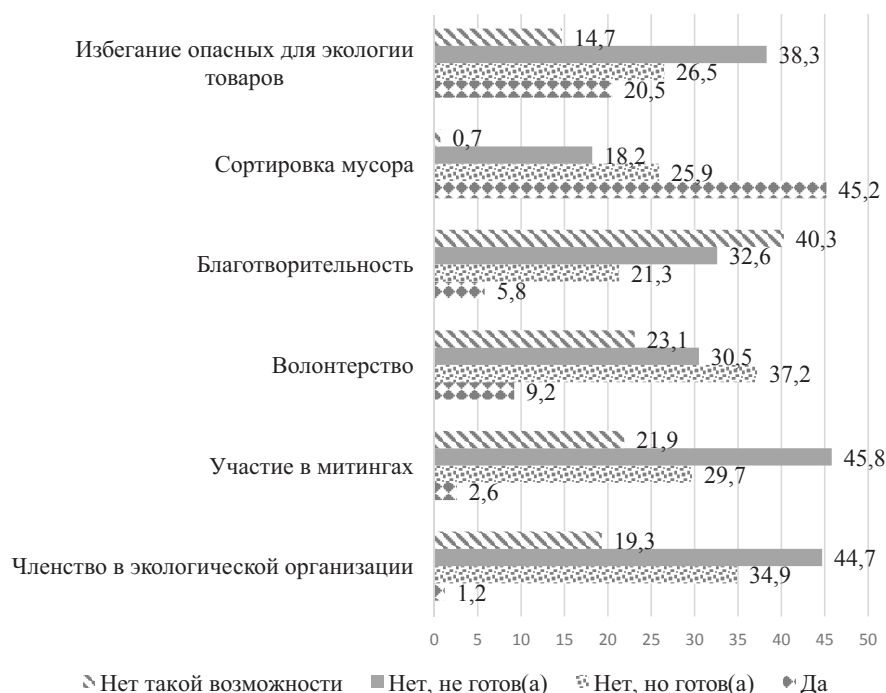 Избегание опасных для экологии
товаров
14,7
38,3
26,5
20,5
Сортировка мусора
0,7
18,2
25,9
45,2
Благотворительность
40,3
32,6
21,3
5,8
Волонтерство
23,1
30,5
37,2
9,2
Участие в митингах
21,9
45,8
29,7
2,6
Членство в экологической организации
19,3
44,7
34,9
1,2
0 5 10 15 20 25 30 35 40 45 50
Нет такой возможности Нет, не готов(а) Нет, но готов(а) Да